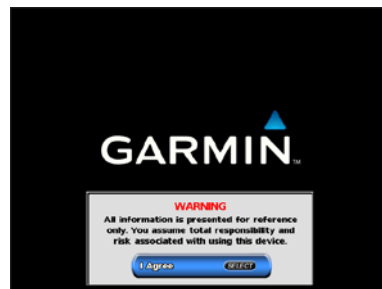 GARMIN™
WARNING
All information is presented for reference
only. You assume total responsibility and
risk associated with using this device.
I Agree SELECT